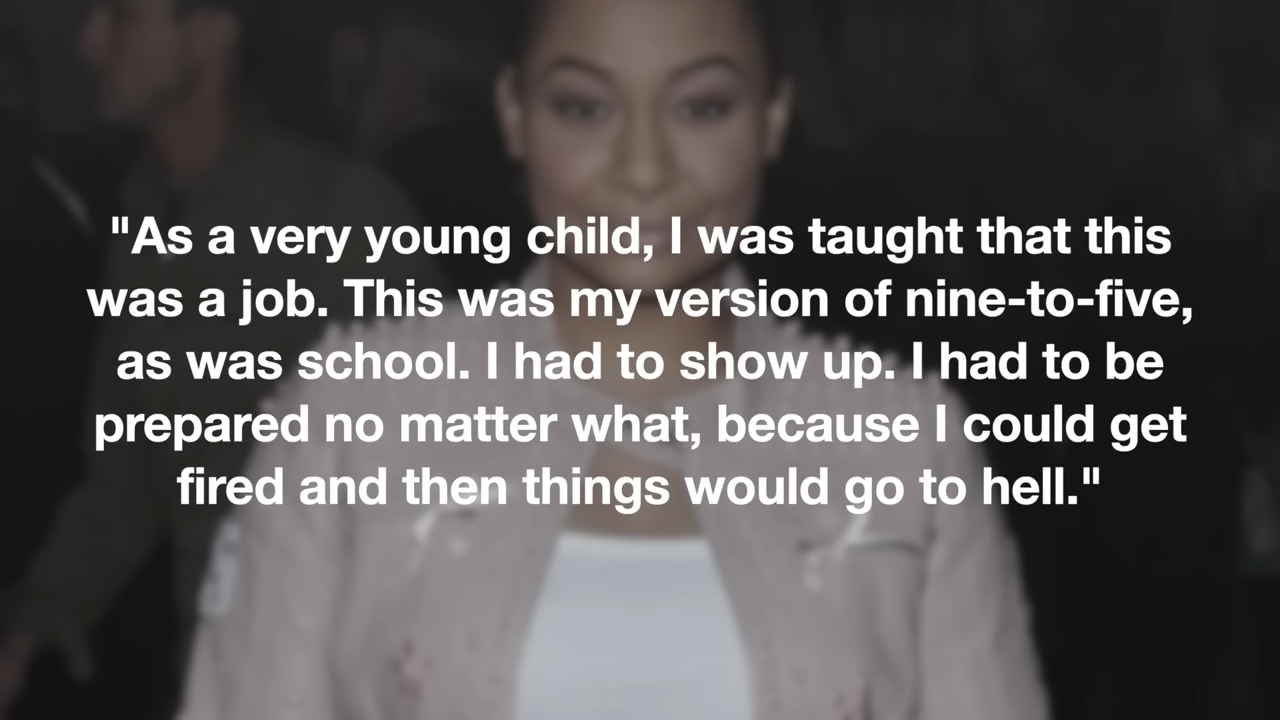 "As a very young child, I was taught that this
was a job. This was my version of nine-to-five,
as was school. I had to show up. I had to be
prepared no matter what, because I could get
fired and then things would go to hell."